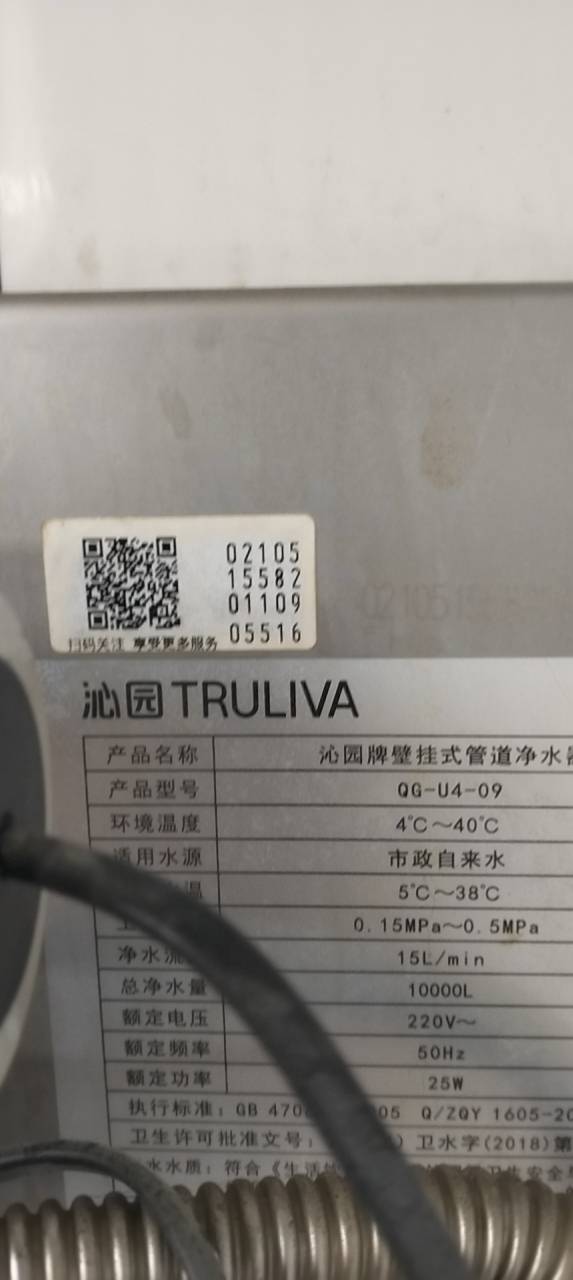 02105
15582
01109
05516
扫码关注 享受更多服务
沁园 TRULIVA
产品名称 沁园牌壁挂式管道净水
产品型号 QG-U4-09
环境温度 4℃~40℃
适用水源 市政自来水
温 5℃~38℃
0.15MPa~0.5MPa
净水流 15L/min
总净水量 10000L
额定电压 220V~
额定频率 50Hz
额定功率 25W
执行标准: GB 470 05 Q/ZQY 1605-20
卫生许可批准文号: 卫水字(2018)第
水水质: 符合《生活 卫生安全